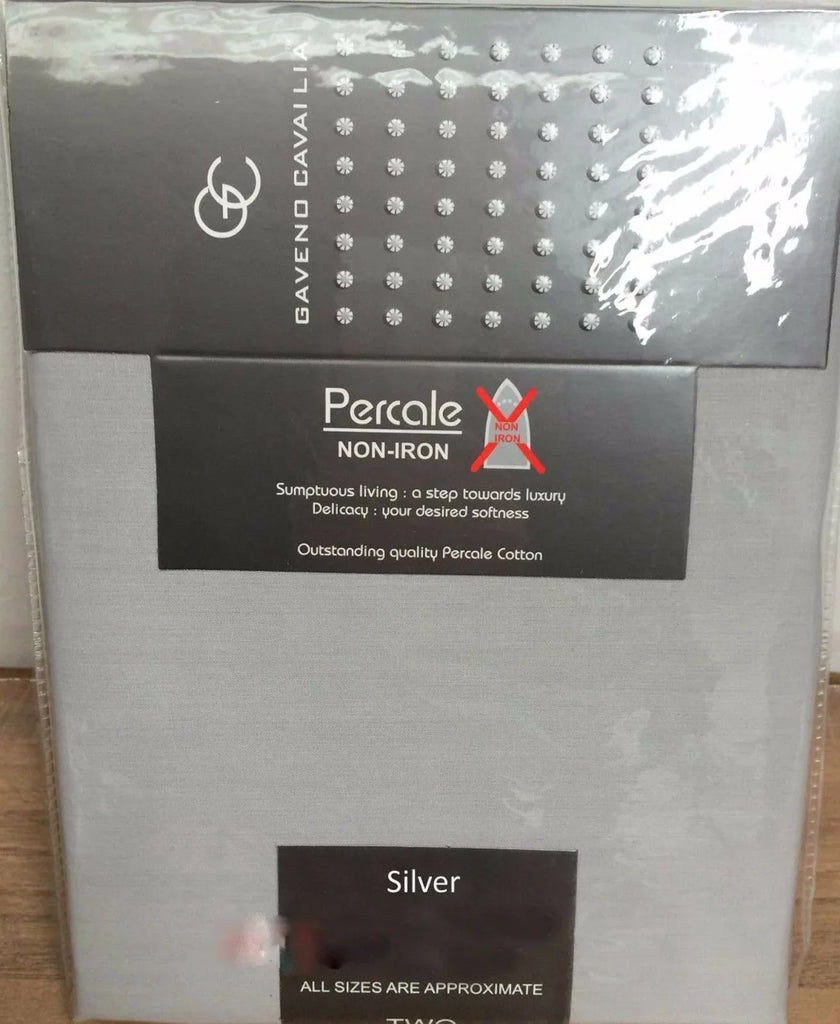 GAVENO CAVAILIA
Percale
NON-IRON
NON
IRON
Sumptuous living : a step towards luxury
Delicacy : your desired softness
Outstanding quality Percale Cotton
Silver
ALL SIZES ARE APPROXIMATE
TWO